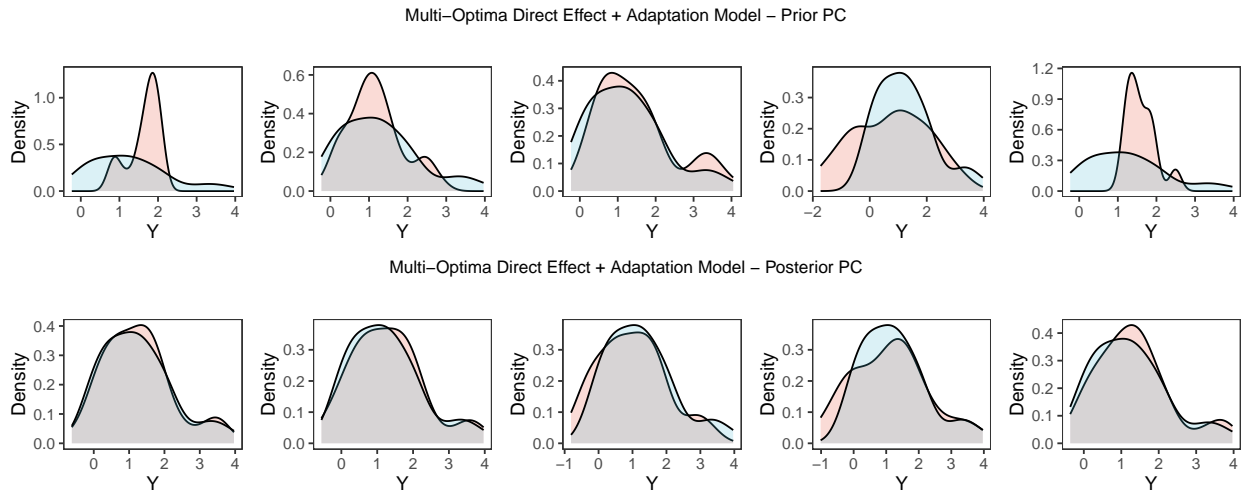 Multi−Optima Direct Effect + Adaptation Model − Prior PC
Density
0.0
0.5
1.0
0 1 2 3 4
Y
Density
0.0
0.2
0.4
0.6
0 1 2 3 4
Y
Density
0.0
0.1
0.2
0.3
0.4
0 1 2 3 4
Y
Density
0.0
0.1
0.2
0.3
−2 0 2 4
Y
Density
0.0
0.3
0.6
0.9
1.2
0 1 2 3 4
Y
Multi−Optima Direct Effect + Adaptation Model − Posterior PC
Density
0.0
0.1
0.2
0.3
0.4
0 1 2 3 4
Y
Density
0.0
0.1
0.2
0.3
0 1 2 3 4
Y
Density
0.0
0.1
0.2
0.3
−1 0 1 2 3 4
Y
Density
0.0
0.1
0.2
0.3
−1 0 1 2 3 4
Y
Density
0.0
0.1
0.2
0.3
0.4
0 1 2 3 4
Y